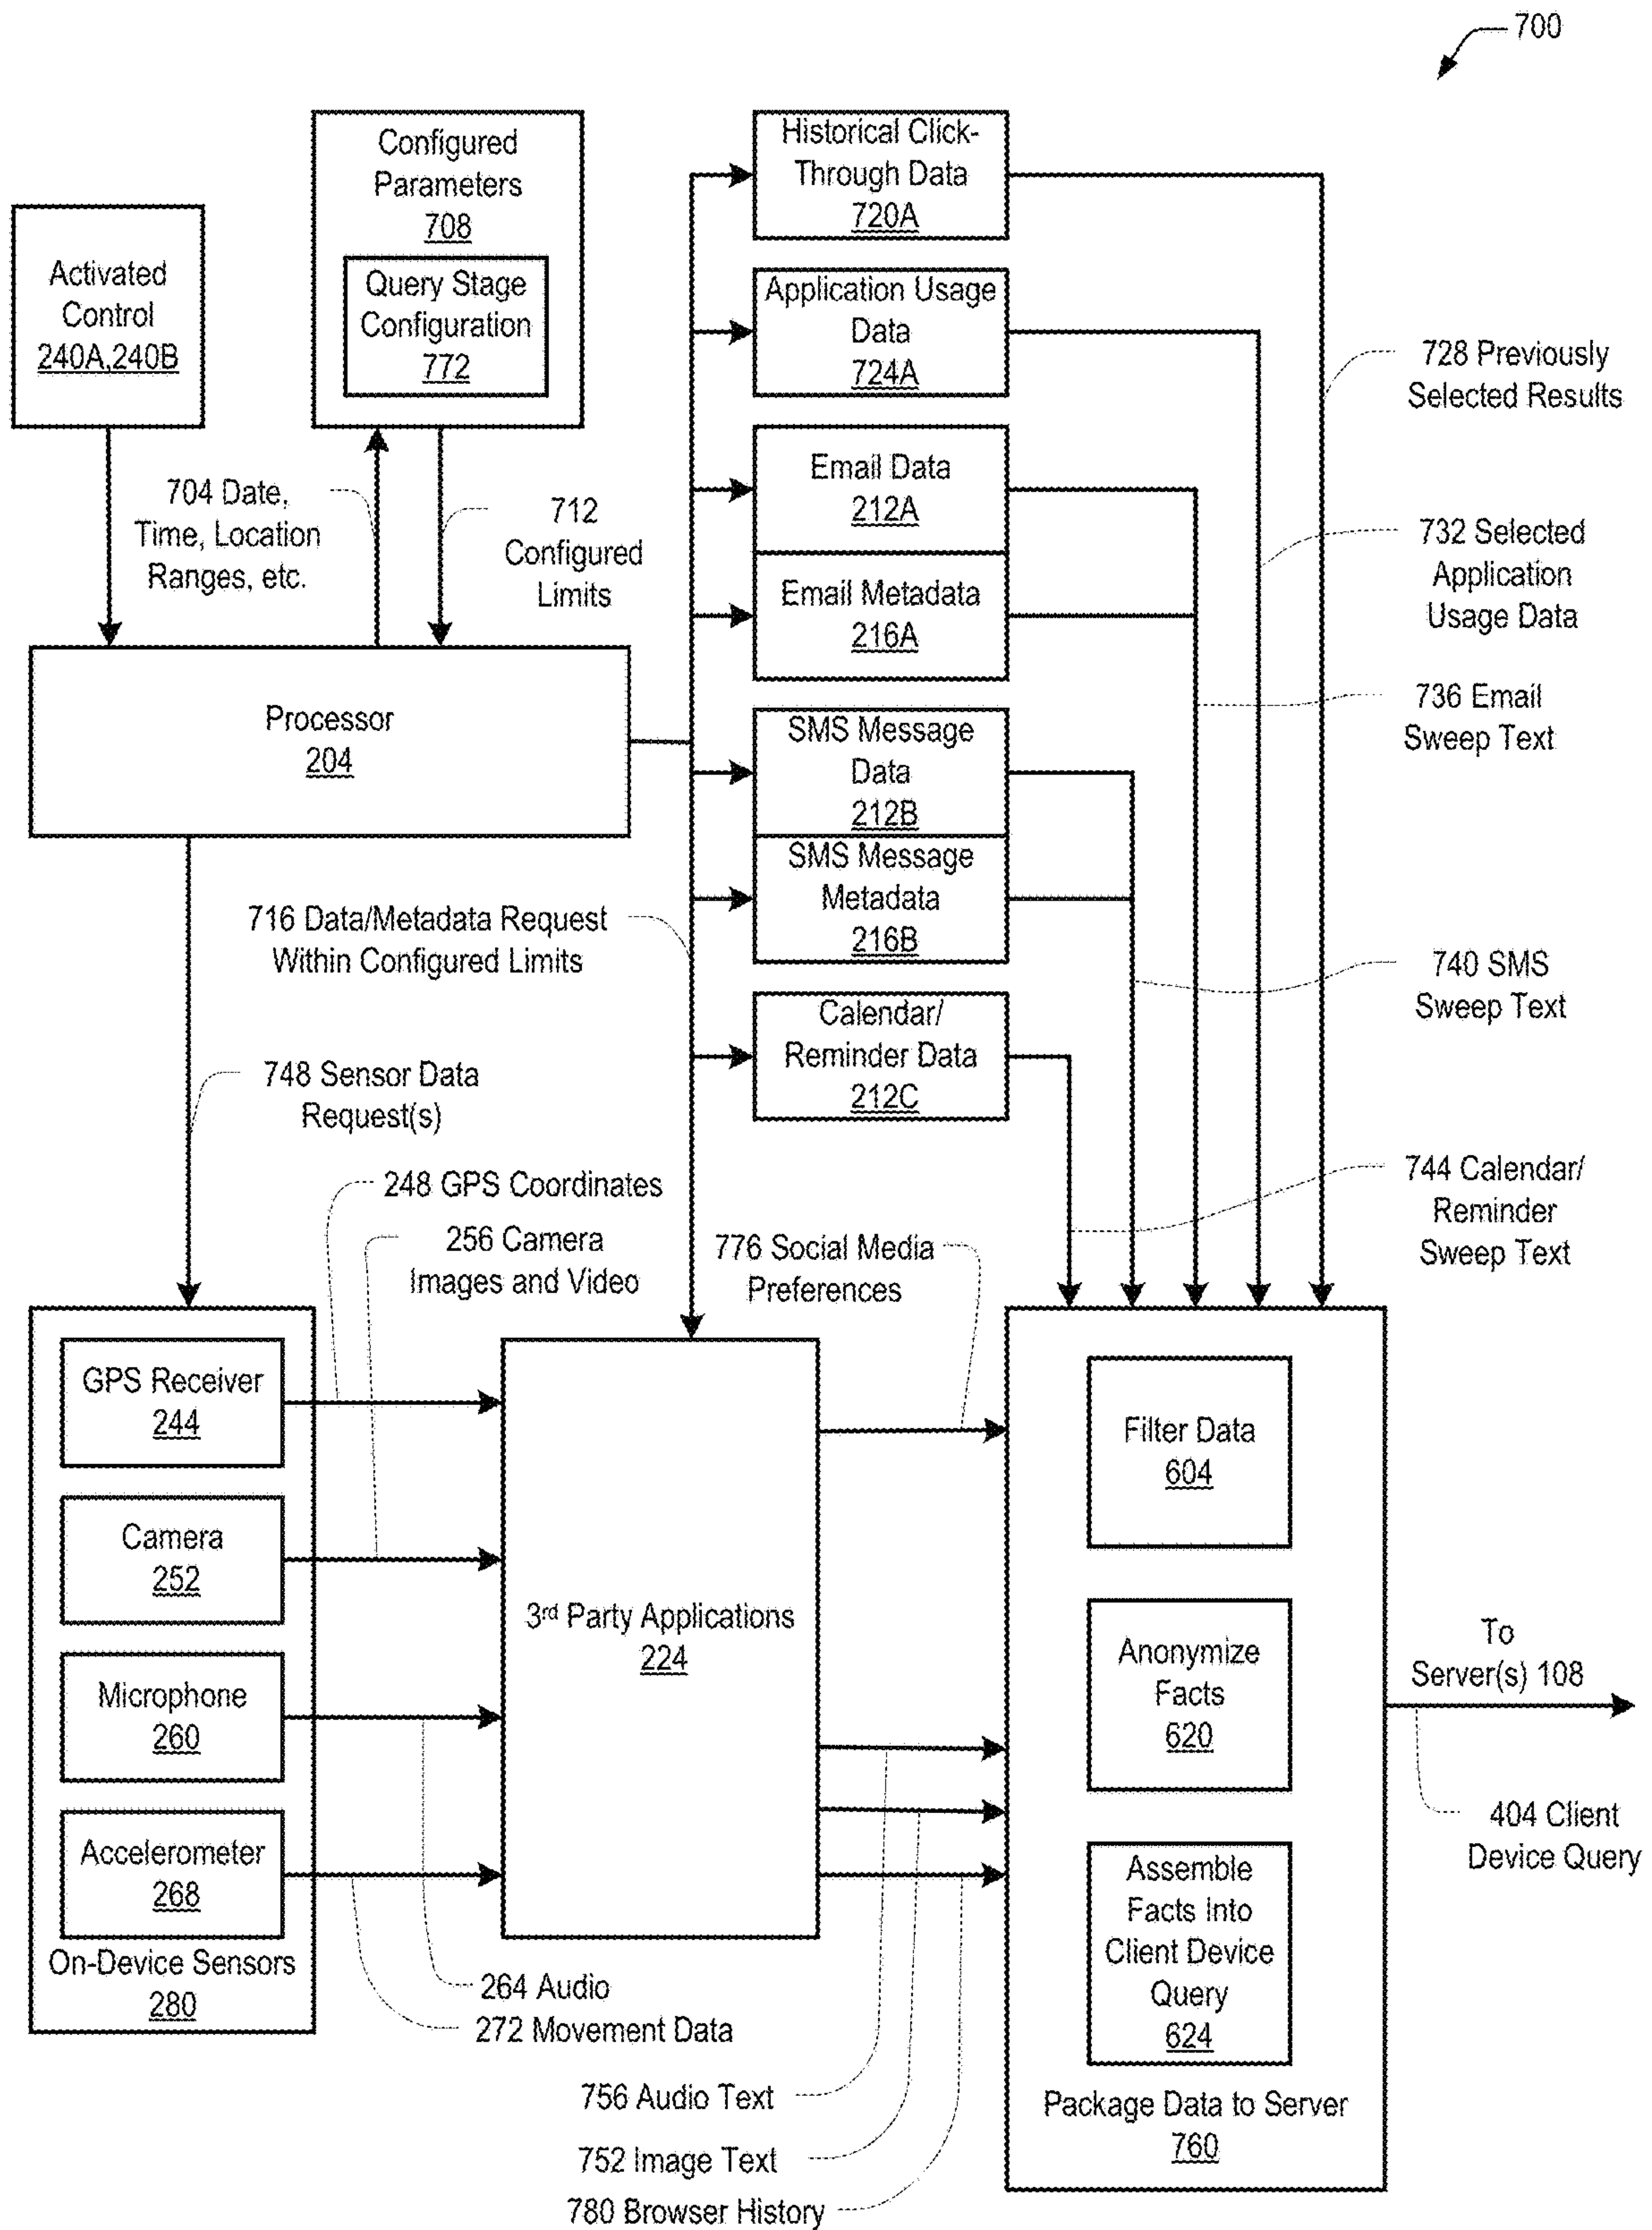 700
Configured
Parameters
708
Query Stage
Configuration
772
Activated
Control
240A,240B
Historical Click-
Through Data
720A
Application Usage
Data
724A
728 Previously
Selected Results
Email Data
212A
Email Metadata
216A
704 Date,
Time, Location
Ranges, etc.
712
Configured
Limits
732 Selected
Application
Usage Data
Processor
204
736 Email
Sweep Text
SMS Message
Data
212B
SMS Message
Metadata
216B
716 Data/Metadata Request
Within Configured Limits
740 SMS
Sweep Text
Calendar/
Reminder Data
212C
748 Sensor Data
Request(s)
744 Calendar/
Reminder
Sweep Text
248 GPS Coordinates
256 Camera
Images and Video
776 Social Media
Preferences
GPS Receiver
244
Camera
252
Microphone
260
Accelerometer
268
On-Device Sensors
280
3rd Party Applications
224
Filter Data
604
Anonymize
Facts
620
Assemble
Facts Into
Client Device
Query
624
Package Data to Server
760
To
Server(s) 108
404 Client
Device Query
264 Audio
272 Movement Data
756 Audio Text
752 Image Text
780 Browser History